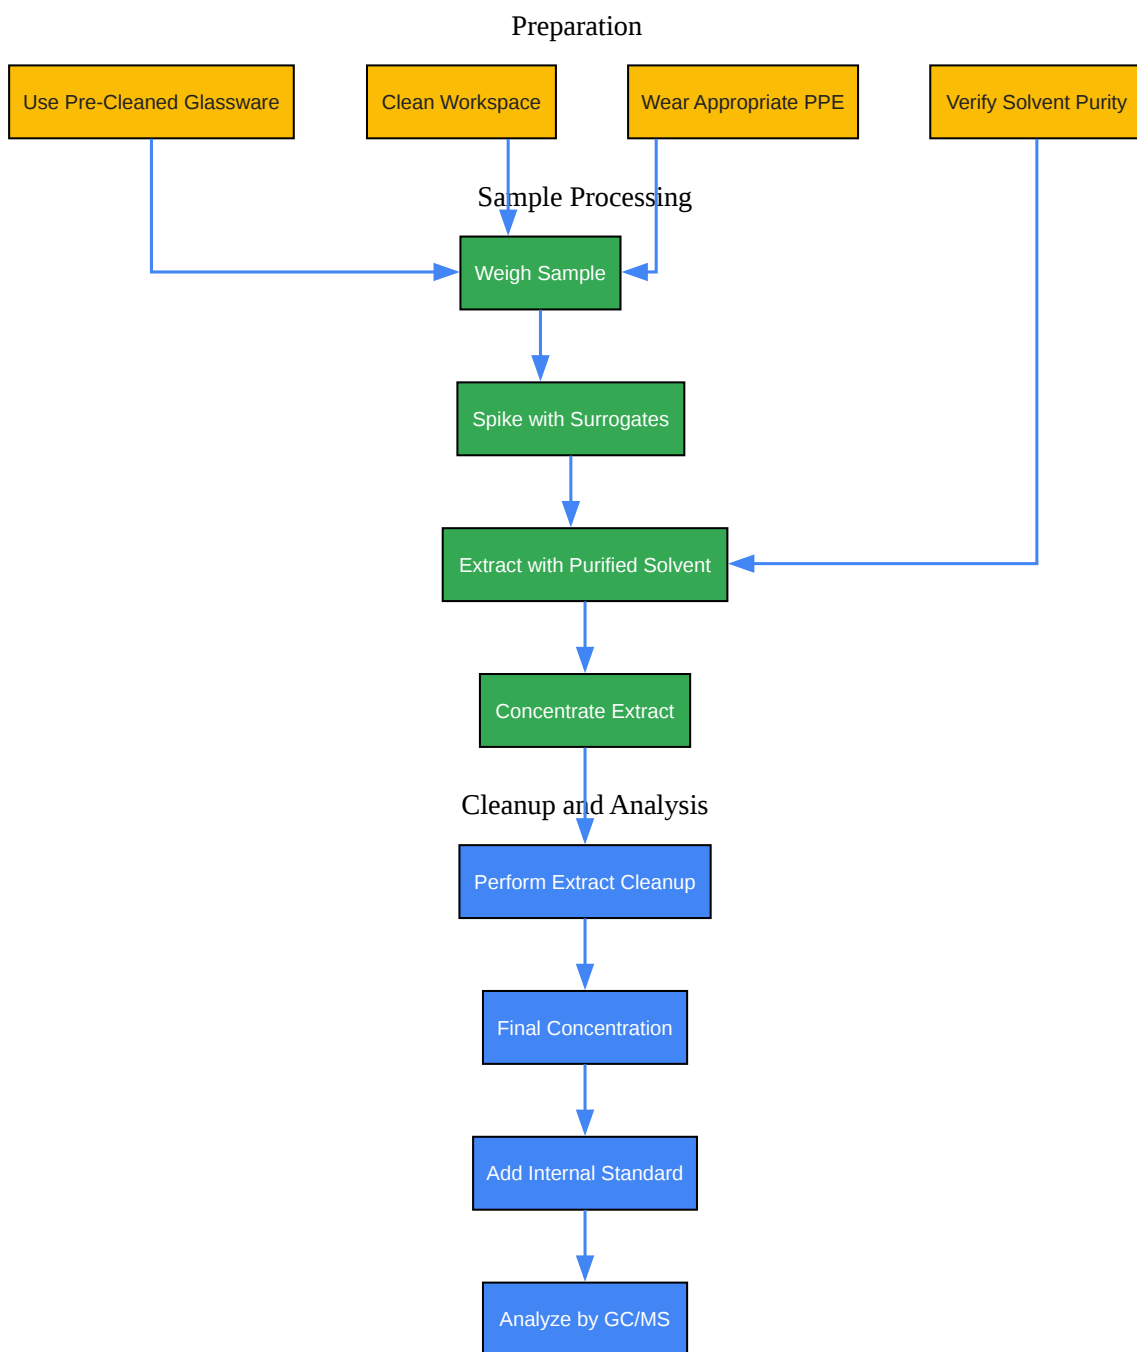 Preparation
Use Pre-Cleaned Glassware
Clean Workspace
Wear Appropriate PPE
Verify Solvent Purity
Sample Processing
Weigh Sample
Spike with Surrogates
Extract with Purified Solvent
Concentrate Extract
Cleanup and Analysis
Perform Extract Cleanup
Final Concentration
Add Internal Standard
Analyze by GC/MS